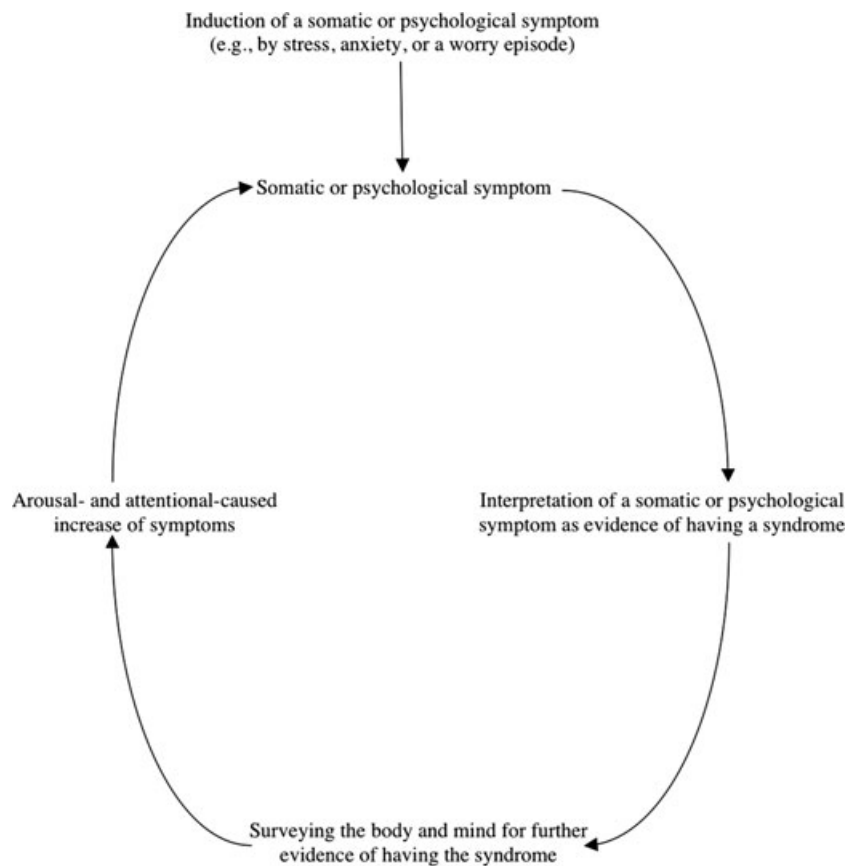 Induction of a somatic or psychological symptom
(e.g., by stress, anxiety, or a worry episode)
Somatic or psychological symptom
Arousal- and attentional-caused
increase of symptoms
Interpretation of a somatic or psychological
symptom as evidence of having a syndrome
Surveying the body and mind for further
evidence of having the syndrome